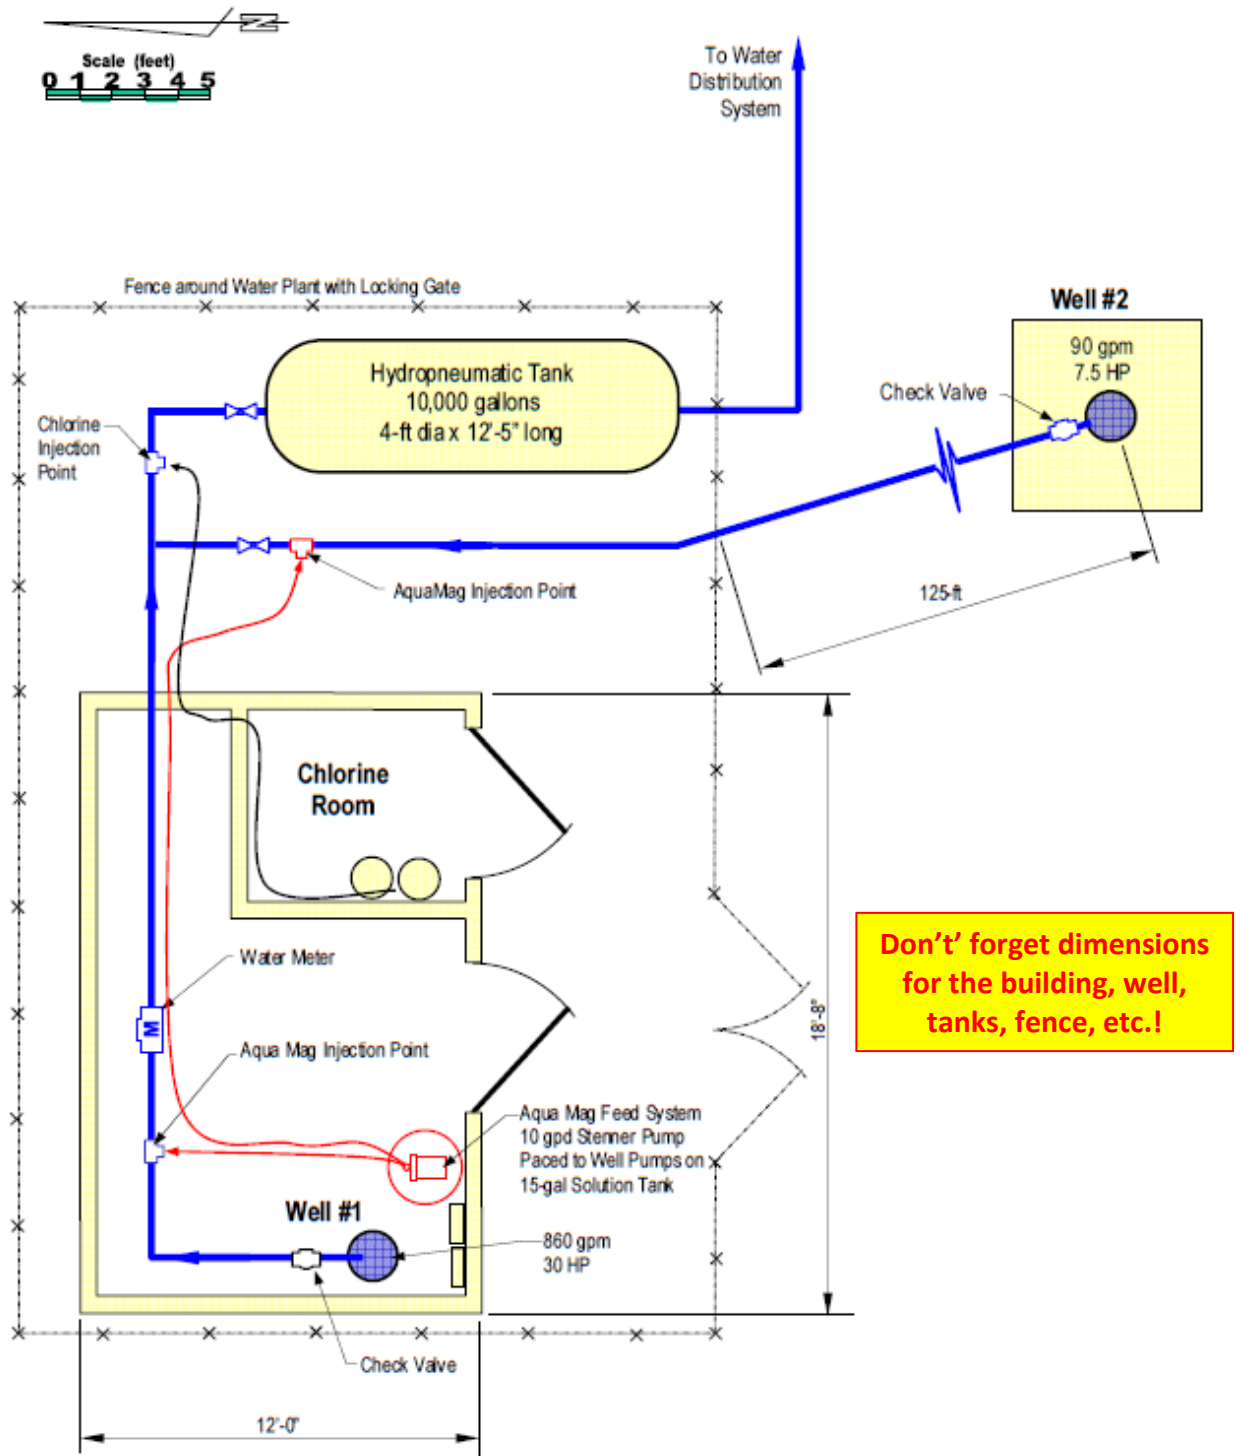 N
Scale (feet)
0 1 2 3 4 5
To Water
Distribution
System
Fence around Water Plant with Locking Gate
Well #2
90 gpm
7.5 HP
Check Valve
Hydropneumatic Tank
10,000 gallons
4-ft dia x 12'-5" long
Chlorine
Injection
Point
AquaMag Injection Point
125-ft
Chlorine
Room
Water Meter
M
Aqua Mag Injection Point
18'-8"
Don't' forget dimensions
for the building, well,
tanks, fence, etc.!
Aqua Mag Feed System
10 gpd Stenner Pump
Paced to Well Pumps on
15-gal Solution Tank
Well #1
860 gpm
30 HP
Check Valve
12'-0"